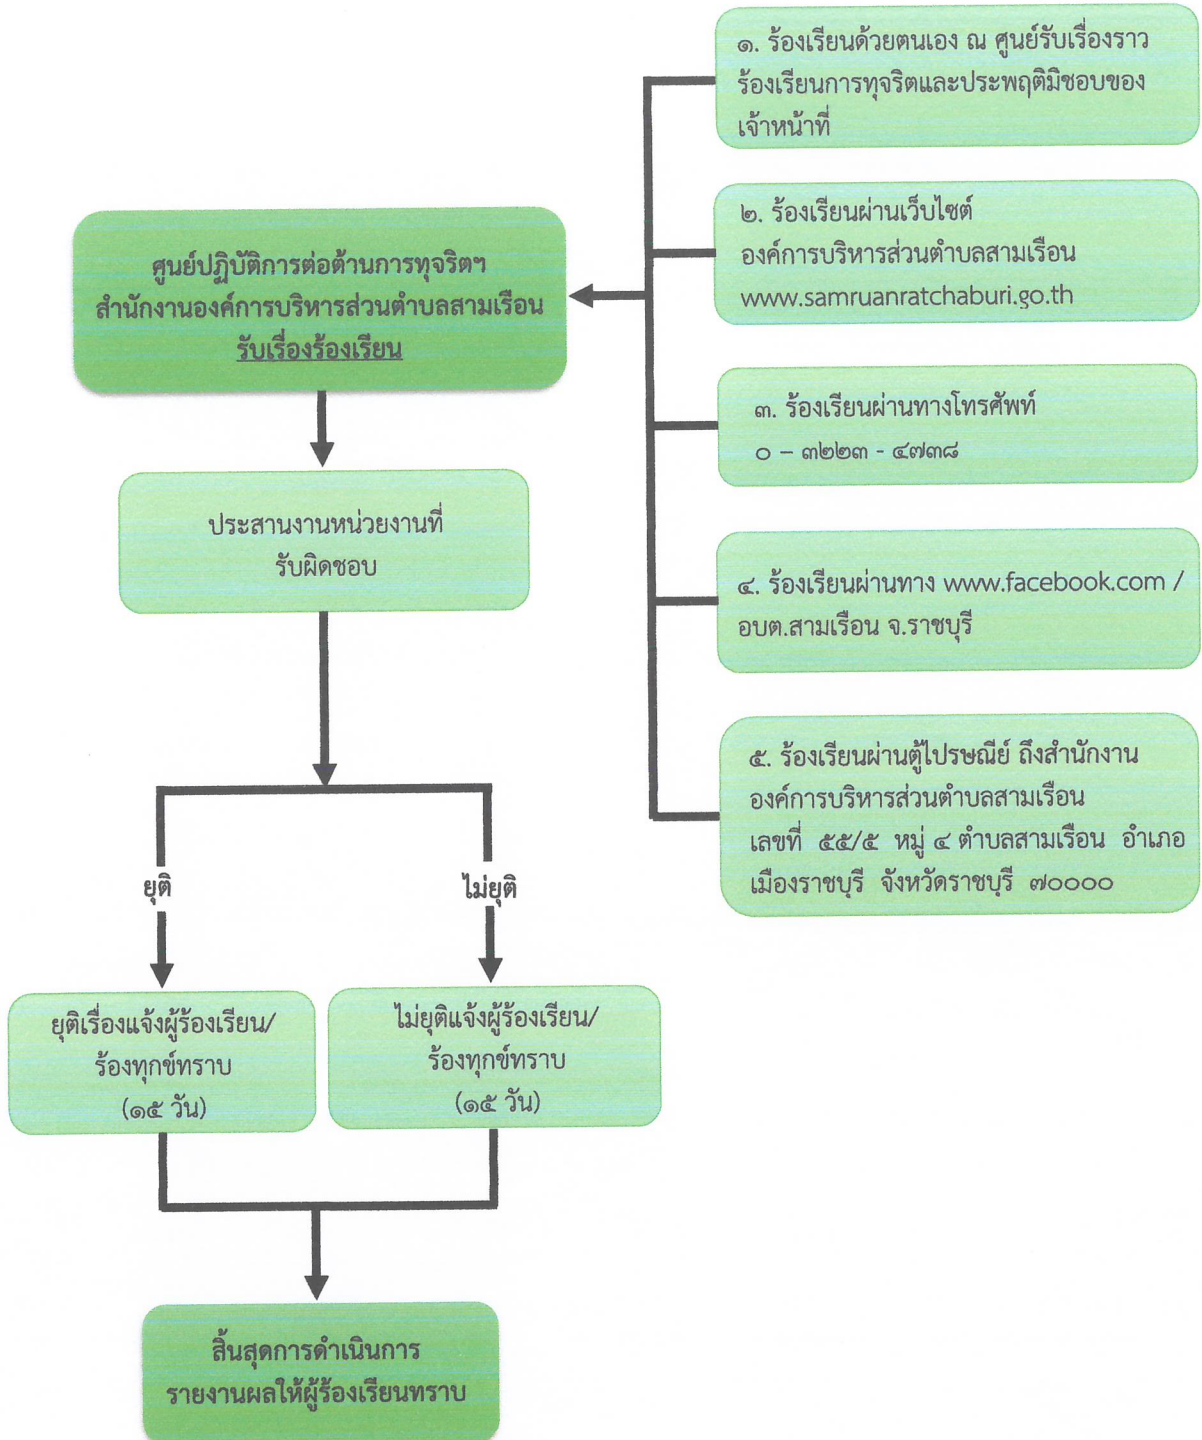 ๑. ร้องเรียนด้วยตนเอง ณ ศูนย์รับเรื่องราว
ร้องเรียนการทุจริตและประพฤติมิชอบของ
เจ้าหน้าที่
๒. ร้องเรียนผ่านเว็บไซต์
องค์การบริหารส่วนตำบลสามเรือน
www.samruanratchaburi.go.th
ศูนย์ปฏิบัติการต่อต้านการทุจริตฯ
สำนักงานองค์การบริหารส่วนตำบลสามเรือน
รับเรื่องร้องเรียน
๓. ร้องเรียนผ่านทางโทรศัพท์
๐ – ๓๒๒๓ - ๔๗๓๘
ประสานงานหน่วยงานที่
รับผิดชอบ
๔. ร้องเรียนผ่านทาง www.facebook.com /
อบต.สามเรือน จ.ราชบุรี
๕. ร้องเรียนผ่านตู้ไปรษณีย์ ถึงสำนักงาน
องค์การบริหารส่วนตำบลสามเรือน
เลขที่ ๕๕/๕ หมู่ ๔ ตำบลสามเรือน อำเภอ
เมืองราชบุรี จังหวัดราชบุรี ๗๐๐๐๐
ยุติ
ไม่ยุติ
ยุติเรื่องแจ้งผู้ร้องเรียน/
ร้องทุกข์ทราบ
(๑๕ วัน)
ไม่ยุติแจ้งผู้ร้องเรียน/
ร้องทุกข์ทราบ
(๑๕ วัน)
สิ้นสุดการดำเนินการ
รายงานผลให้ผู้ร้องเรียนทราบ